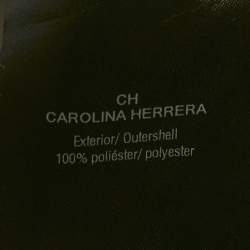 CH
CAROLINA HERRERA
Exterior/ Outershell
100% poliéster/ polyester